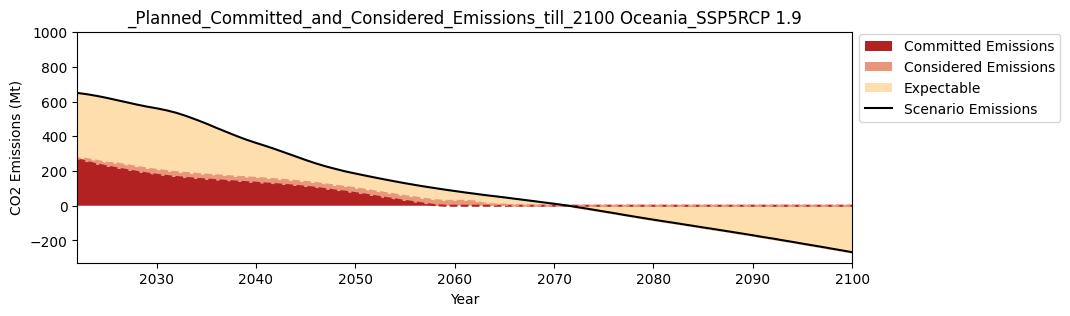 _Planned_Committed_and_Considered_Emissions_till_2100 Oceania_SSP5RCP 1.9
1000
800
600
400
200
0
−200
CO2 Emissions (Mt)
2030 2040 2050 2060 2070 2080 2090 2100
Year
Committed Emissions
Considered Emissions
Expectable
Scenario Emissions